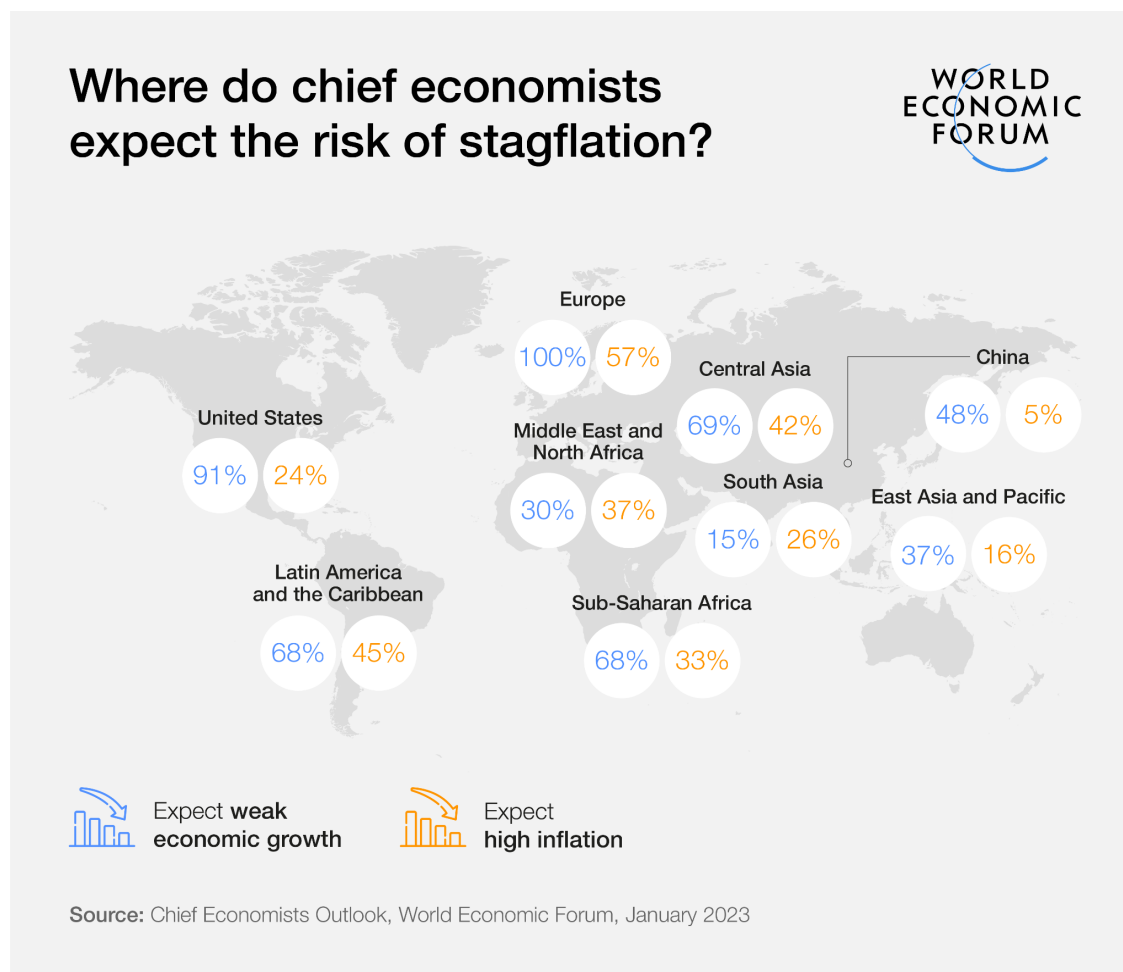 Where do chief economists
expect the risk of stagflation?
WORLD
ECONOMIC
FORUM
Europe
100% 57%
Central Asia
69% 42%
China
48% 5%
United States
91% 24%
Middle East and
North Africa
30% 37%
South Asia
15% 26%
East Asia and Pacific
37% 16%
Latin America
and the Caribbean
68% 45%
Sub-Saharan Africa
68% 33%
Expect weak
economic growth
Expect
high inflation
Source: Chief Economists Outlook, World Economic Forum, January 2023